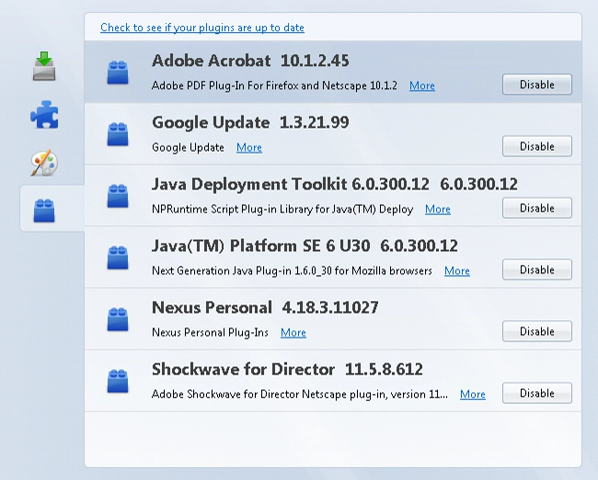 Check to see if your plugins are up to date
Adobe Acrobat 10.1.2.45
Adobe PDF Plug-In For Firefox and Netscape 10.1.2 More
Disable
Google Update 1.3.21.99
Google Update More
Disable
Java Deployment Toolkit 6.0.300.12 6.0.300.12
NPRuntime Script Plug-in Library for Java(TM) Deploy More
Disable
Java(TM) Platform SE 6 U30 6.0.300.12
Next Generation Java Plug-in 1.6.0_30 for Mozilla browsers More
Disable
Nexus Personal 4.18.3.11027
Nexus Personal Plug-Ins More
Disable
Shockwave for Director 11.5.8.612
Adobe Shockwave for Director Netscape plug-in, version 11... More
Disable